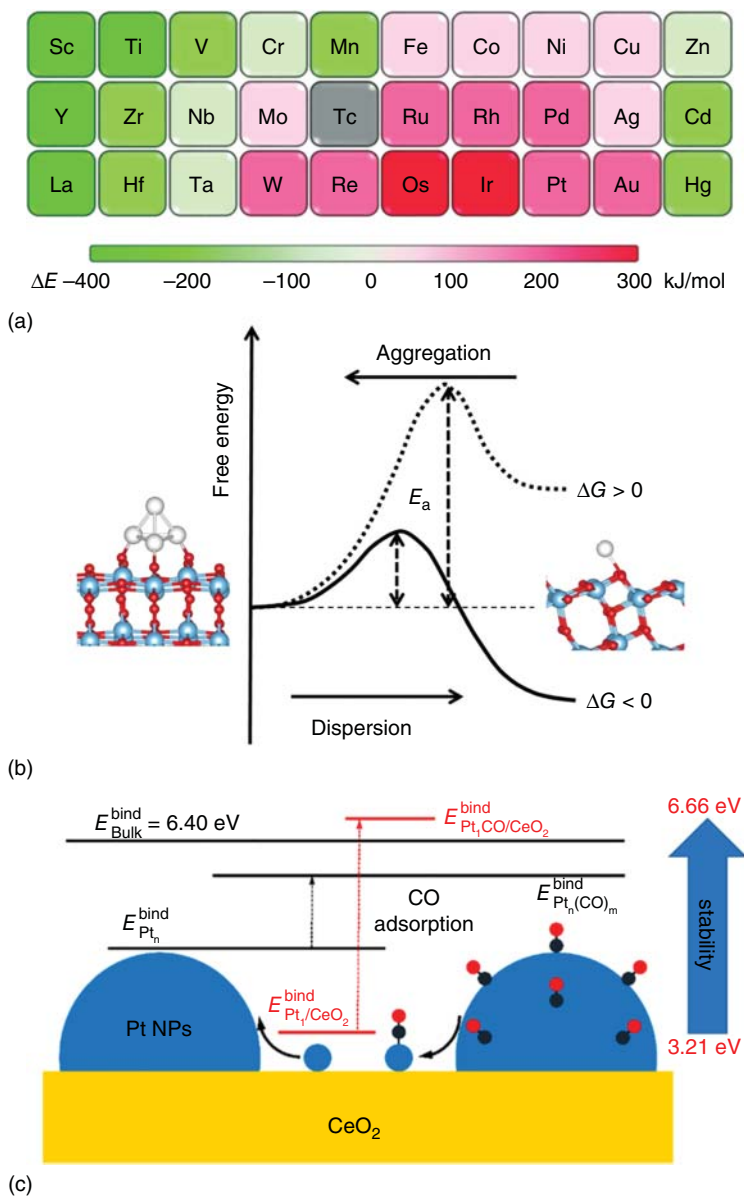 Sc Ti V Cr Mn Fe Co Ni Cu Zn
Y Zr Nb Mo Tc Ru Rh Pd Ag Cd
La Hf Ta W Re Os Ir Pt Au Hg
ΔE –400 –200 –100 0 100 200 300 kJ/mol
(a)
Free energy
Aggregation
E_a
ΔG > 0
ΔG < 0
Dispersion
(b)
E^bind_Bulk = 6.40 eV
E^bind_Pt₁CO/CeO₂
6.66 eV
E^bind_Ptₙ
CO
adsorption
E^bind_Ptₙ(CO)ₘ
stability
Pt NPs
E^bind_Pt₁/CeO₂
3.21 eV
CeO₂
(c)